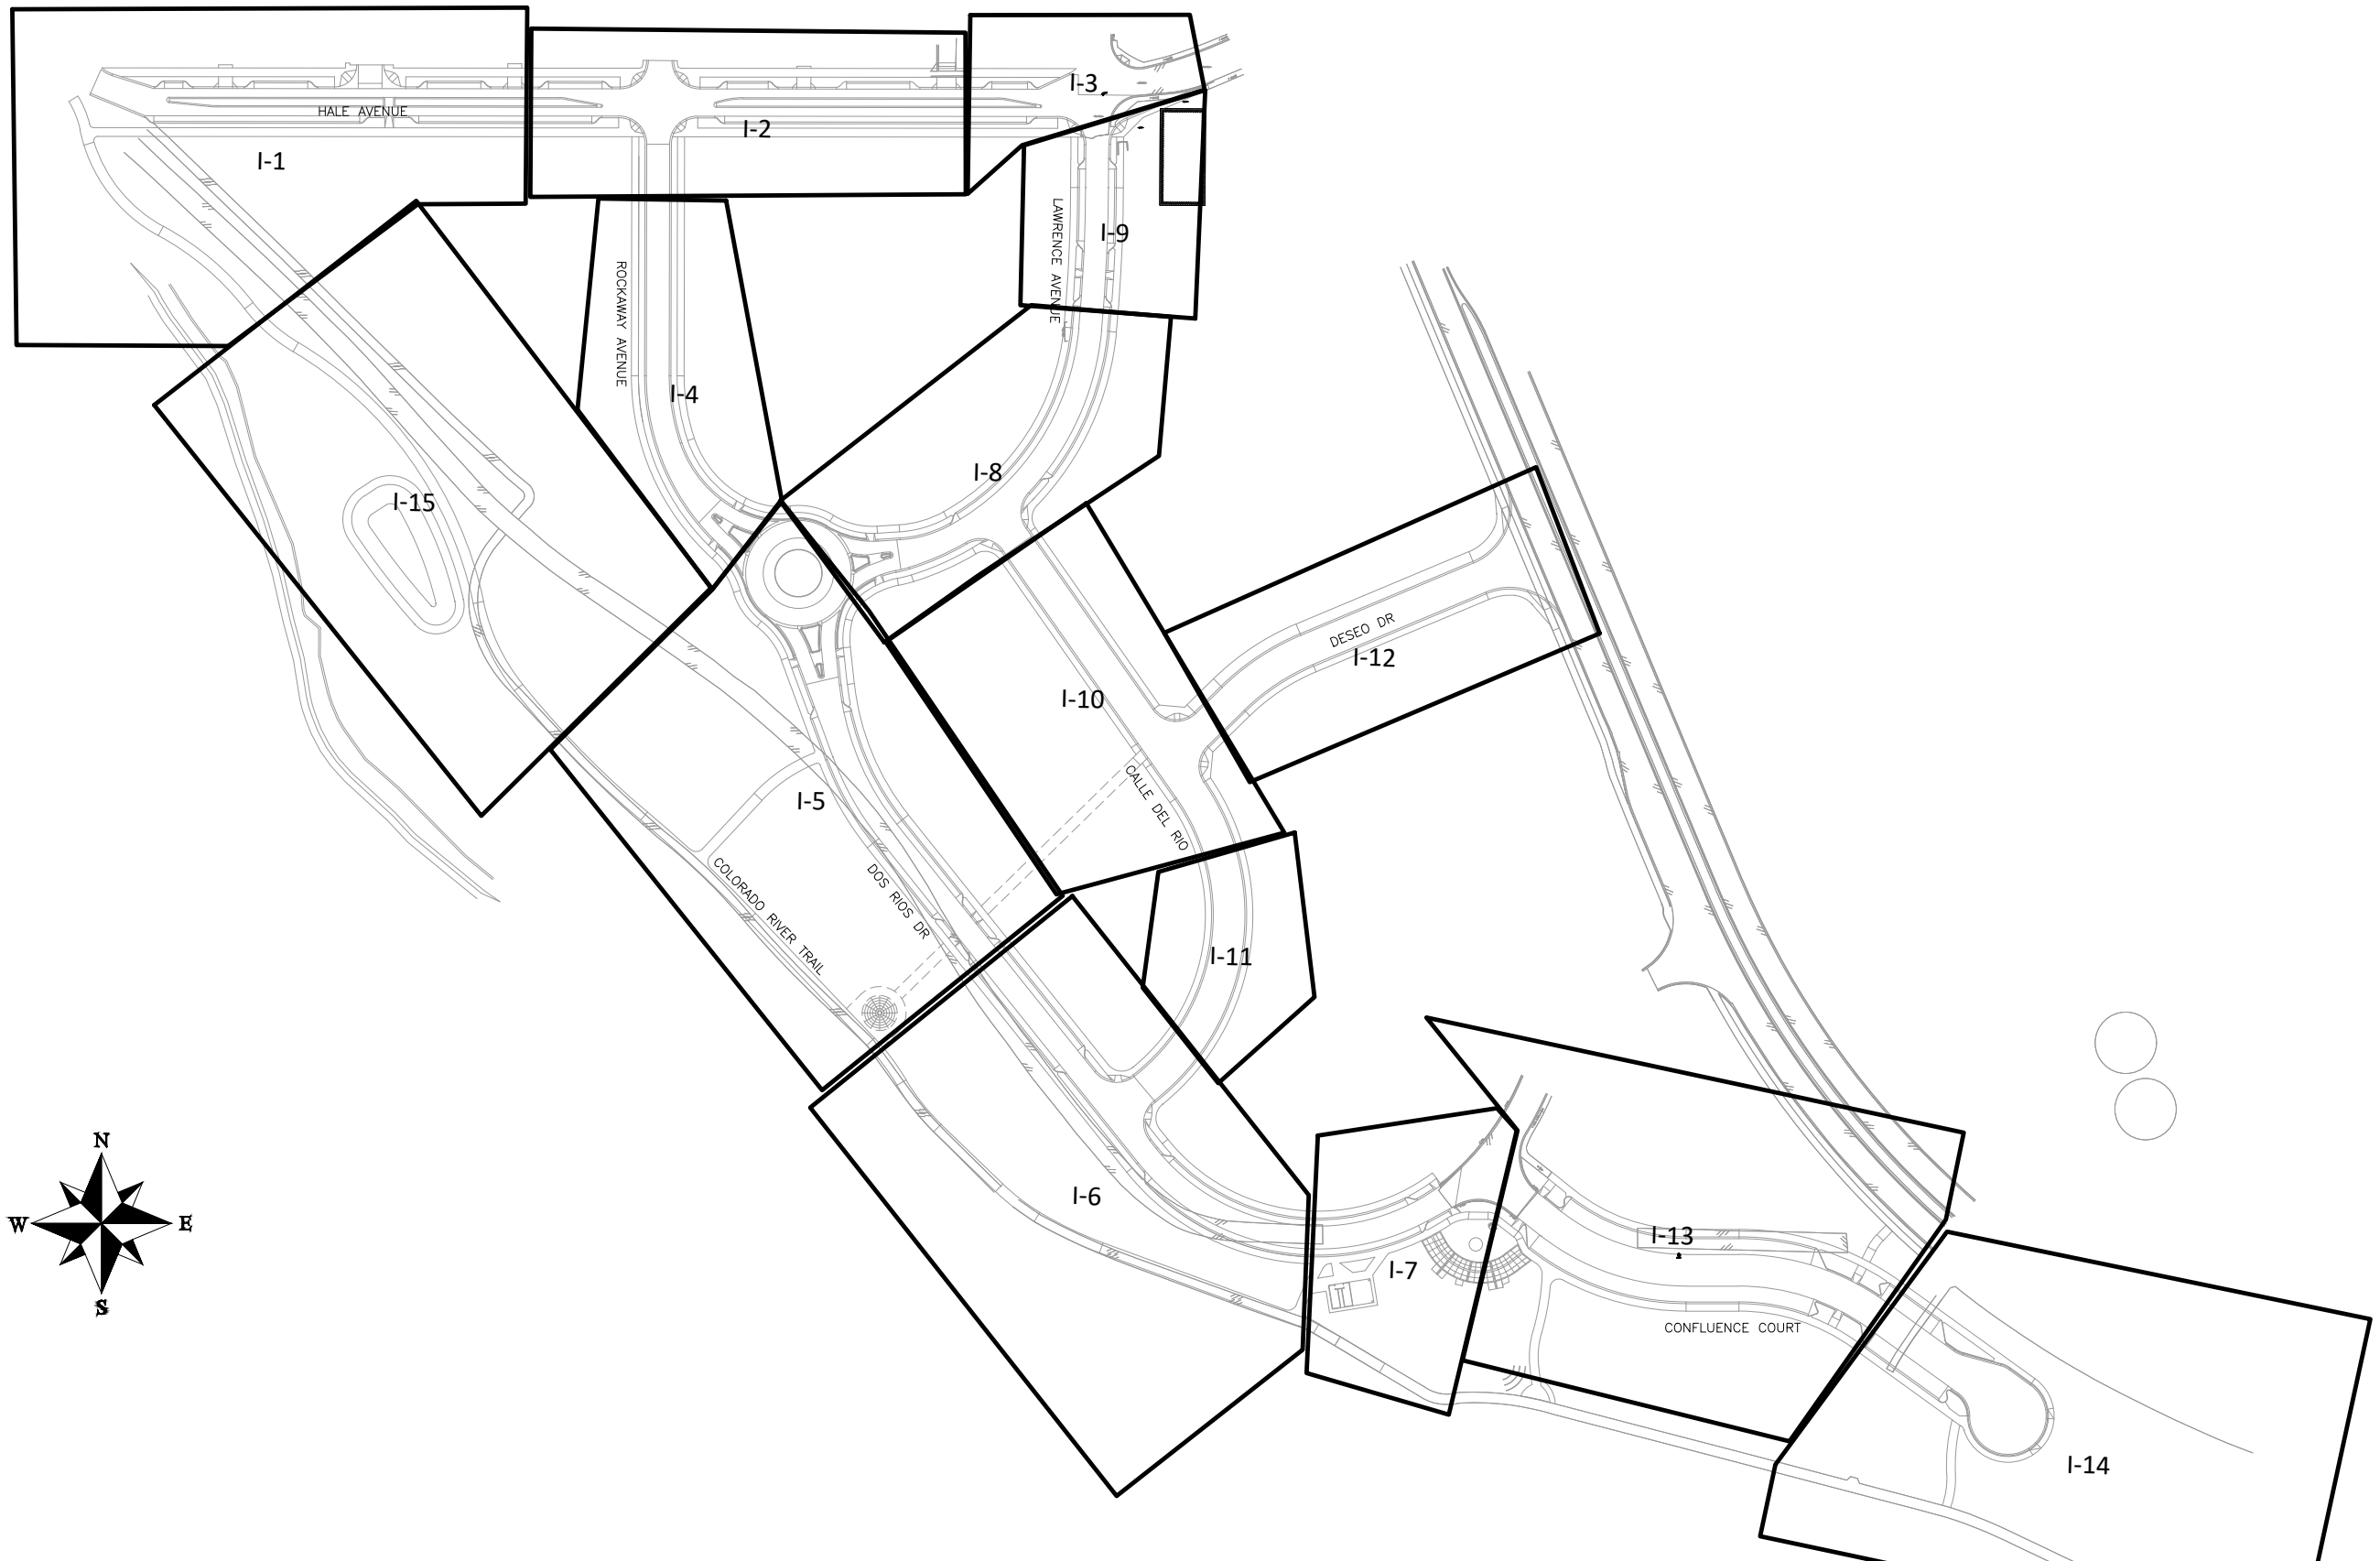 I-3
HALE AVENUE
I-2
I-1
LAWRENCE AVENUE
I-9
ROCKAWAY AVENUE
I-4
I-8
I-15
DESEO DR
I-12
I-10
CALLE DEL RIO
I-5
COLORADO RIVER TRAIL
DOS RIOS DR
I-11
N
W
E
S
I-6
I-13
I-7
CONFLUENCE COURT
I-14